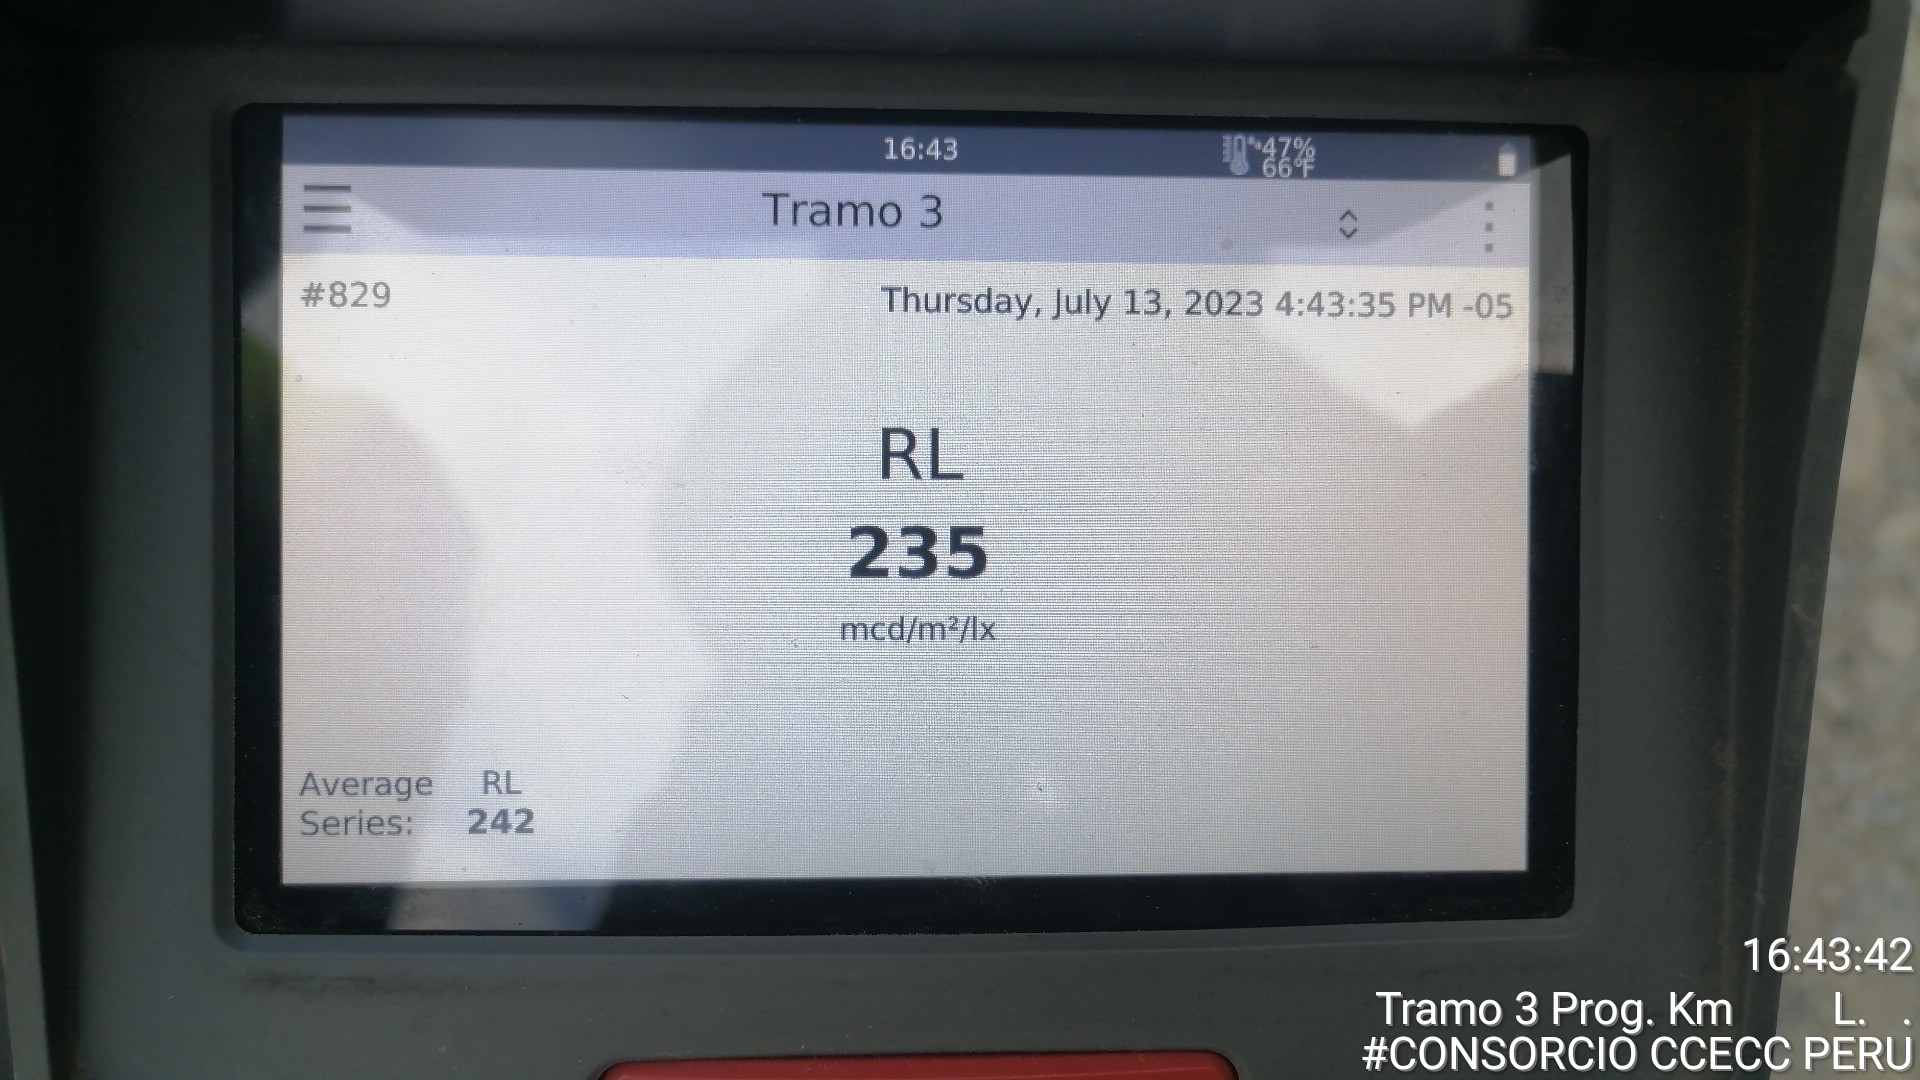 16:43
47%
66°F
Tramo 3
#829
Thursday, July 13, 2023 4:43:35 PM -05
RL
235
mcd/m²/lx
Average RL
Series: 242
16:43:42
Tramo 3 Prog. Km L. .
#CONSORCIO CCECC PERU